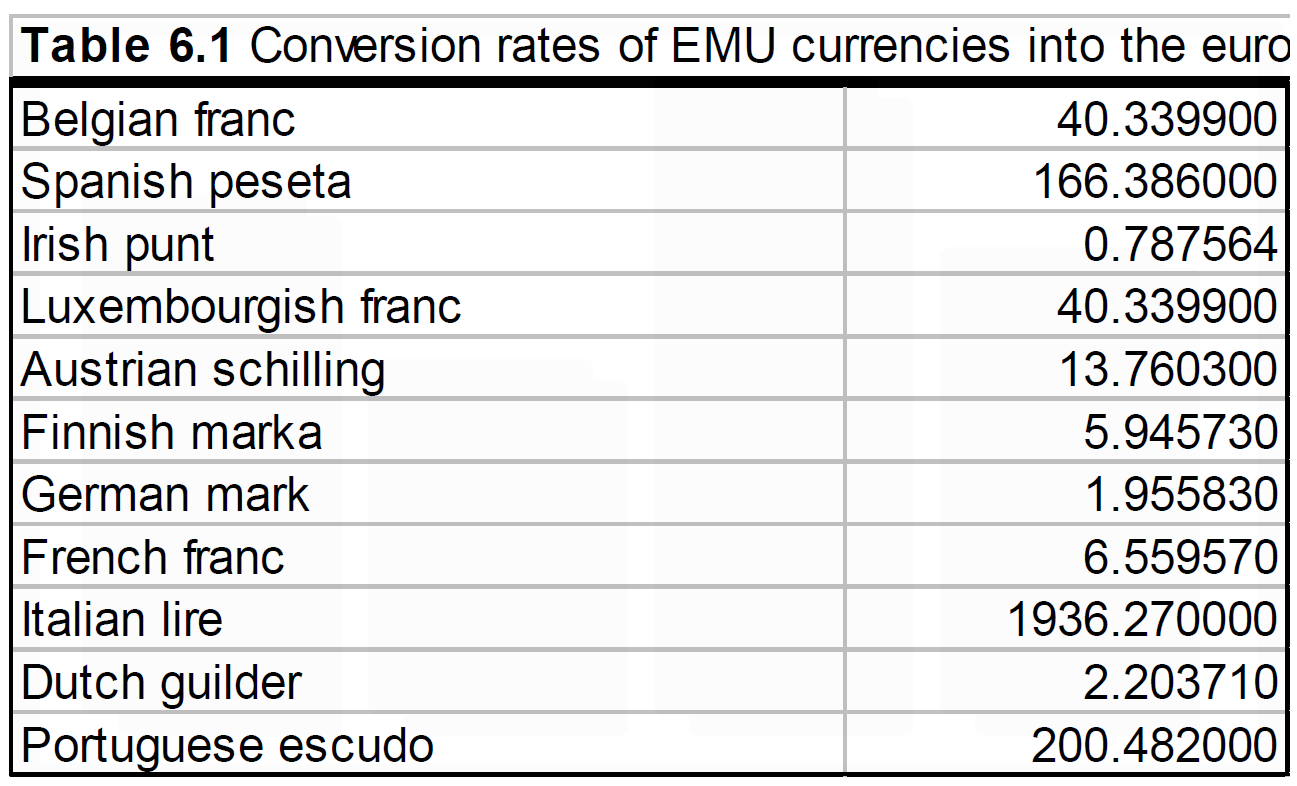 Table 6.1 Conversion rates of EMU currencies into the euro
Belgian franc 40.339900
Spanish peseta 166.386000
Irish punt 0.787564
Luxembourgish franc 40.339900
Austrian schilling 13.760300
Finnish marka 5.945730
German mark 1.955830
French franc 6.559570
Italian lire 1936.270000
Dutch guilder 2.203710
Portuguese escudo 200.482000